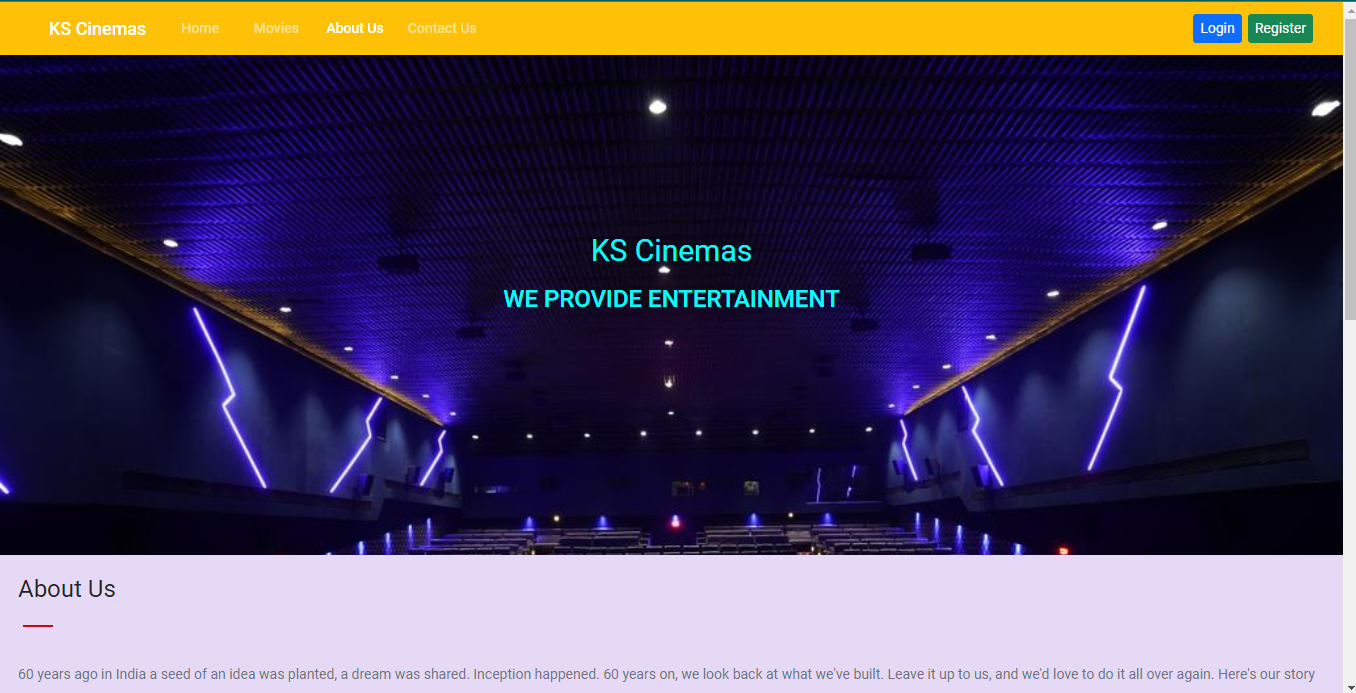 KS Cinemas Home Movies About Us Contact Us Login Register
KS Cinemas
WE PROVIDE ENTERTAINMENT
About Us
60 years ago in India a seed of an idea was planted, a dream was shared. Inception happened. 60 years on, we look back at what we've built. Leave it up to us, and we'd love to do it all over again. Here's our story